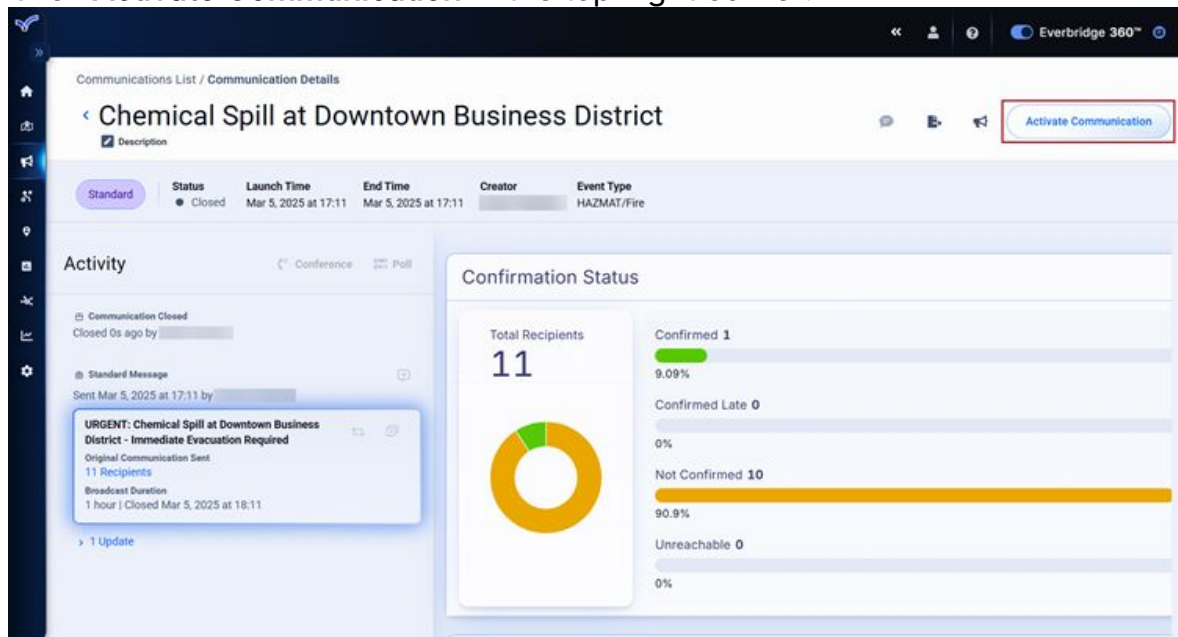 Everbridge 360™
Communications List / Communication Details
Chemical Spill at Downtown Business District
Activate Communication
Description
Standard
Status
Closed
Launch Time
Mar 5, 2025 at 17:11
End Time
Mar 5, 2025 at 17:11
Creator
Event Type
HAZMAT/Fire
Activity
Conference
Poll
Communication Closed
Closed 0s ago by
Standard Message
Sent Mar 5, 2025 at 17:11 by
URGENT: Chemical Spill at Downtown Business
District - Immediate Evacuation Required
Original Communication Sent
11 Recipients
Broadcast Duration
1 hour | Closed Mar 5, 2025 at 18:11
1 Update
Confirmation Status
Total Recipients
11
Confirmed 1
9.09%
Confirmed Late 0
0%
Not Confirmed 10
90.9%
Unreachable 0
0%